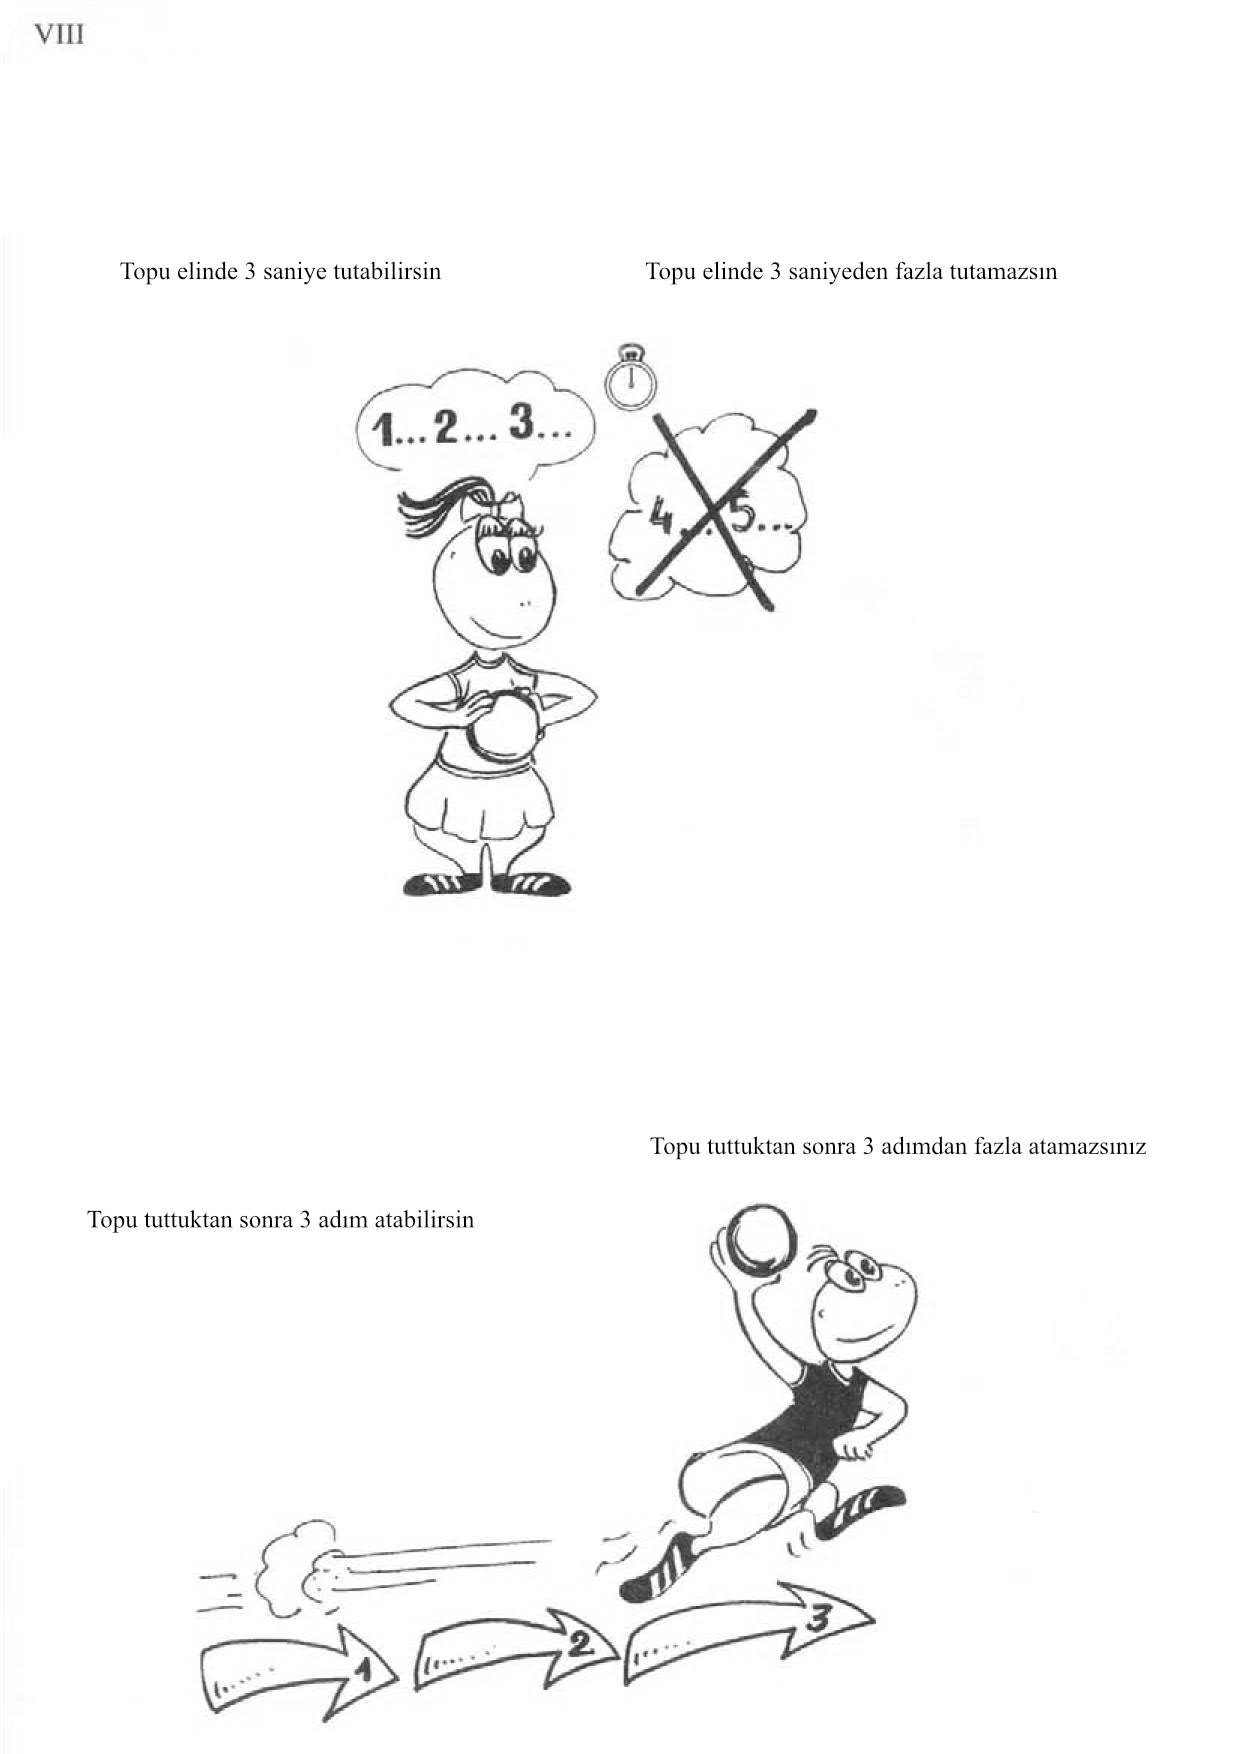 VIII
Topu elinde 3 saniye tutabilirsin
Topu elinde 3 saniyeden fazla tutamazsın
1... 2... 3...
4... 5...
Topu tuttuktan sonra 3 adımdan fazla atamazsınız
Topu tuttuktan sonra 3 adım atabilirsin
1
2
3